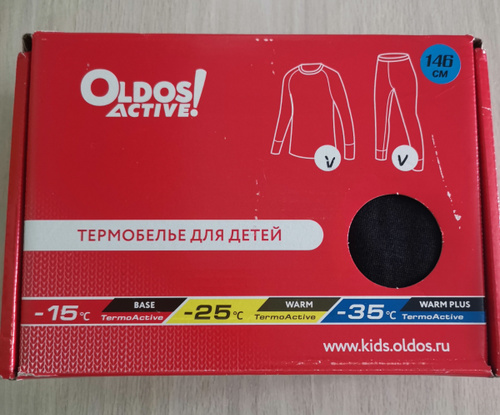 146
СМ
OLDOS
ACTIVE!
V
V
ТЕРМОБЕЛЬЕ ДЛЯ ДЕТЕЙ
-15°C
BASE
TermoActive
-25°C
WARM
TermoActive
-35°C
WARM PLUS
TermoActive
www.kids.oldos.ru